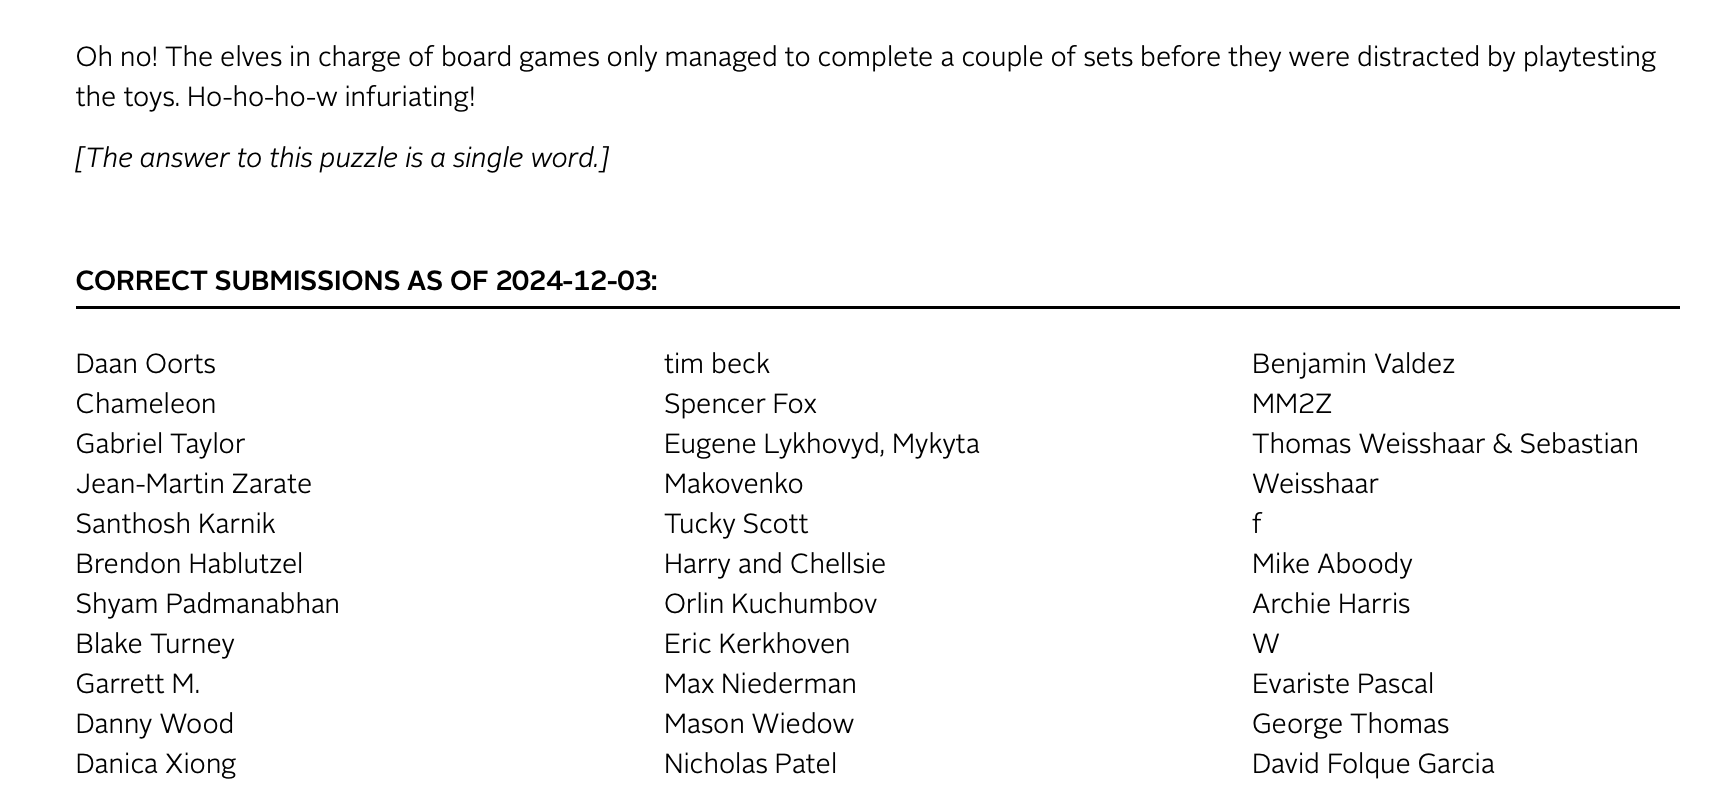 Oh no! The elves in charge of board games only managed to complete a couple of sets before they were distracted by playtesting
the toys. Ho-ho-ho-w infuriating!
[The answer to this puzzle is a single word.]
CORRECT SUBMISSIONS AS OF 2024-12-03:
Daan Oorts
Chameleon
Gabriel Taylor
Jean-Martin Zarate
Santhosh Karnik
Brendon Hablutzel
Shyam Padmanabhan
Blake Turney
Garrett M.
Danny Wood
Danica Xiong
tim beck
Spencer Fox
Eugene Lykhovyd, Mykyta
Makovenko
Tucky Scott
Harry and Chellsie
Orlin Kuchumbov
Eric Kerkhoven
Max Niederman
Mason Wiedow
Nicholas Patel
Benjamin Valdez
MM2Z
Thomas Weisshaar & Sebastian
Weisshaar
f
Mike Aboody
Archie Harris
W
Evariste Pascal
George Thomas
David Folque Garcia